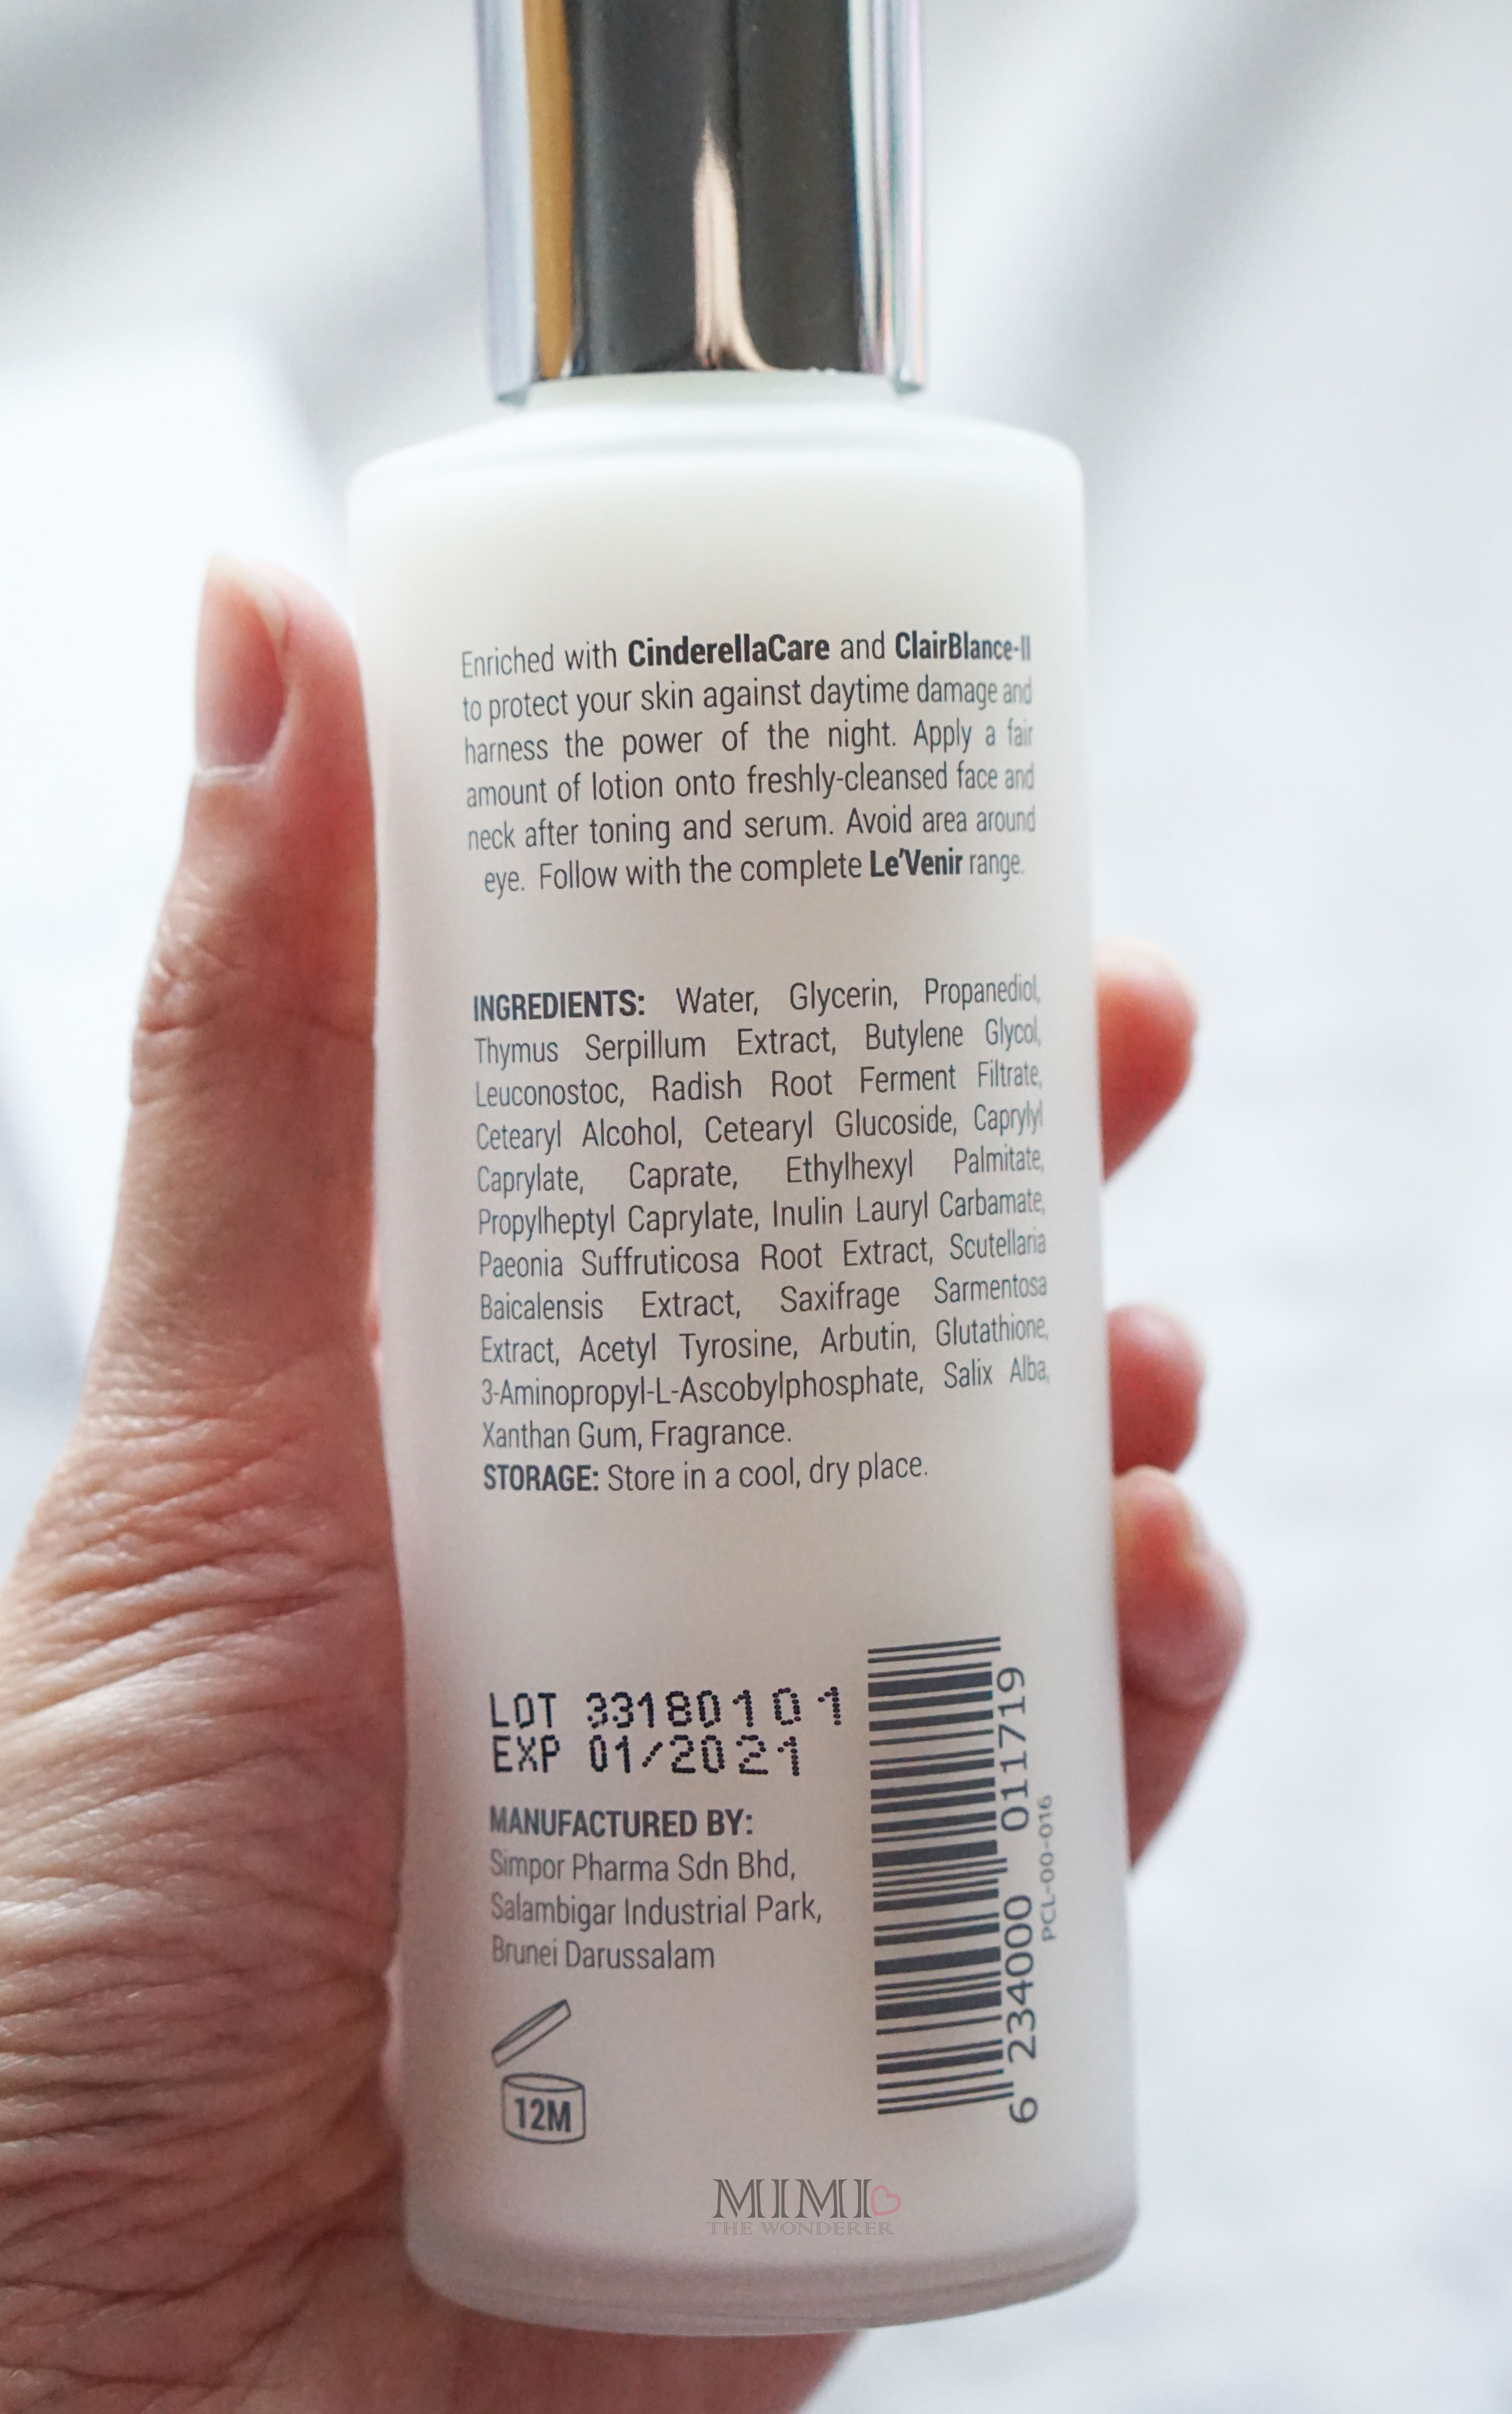 Enriched with CinderellaCare and ClairBlance-II
to protect your skin against daytime damage and
harness the power of the night. Apply a fair
amount of lotion onto freshly-cleansed face and
neck after toning and serum. Avoid area around
eye. Follow with the complete Le'Venir range.
INGREDIENTS: Water, Glycerin, Propanediol,
Thymus Serpillum Extract, Butylene Glycol,
Leuconostoc, Radish Root Ferment Filtrate,
Cetearyl Alcohol, Cetearyl Glucoside, Caprylyl
Caprylate, Caprate, Ethylhexyl Palmitate,
Propylheptyl Caprylate, Inulin Lauryl Carbamate,
Paeonia Suffruticosa Root Extract, Scutellaria
Baicalensis Extract, Saxifrage Sarmentosa
Extract, Acetyl Tyrosine, Arbutin, Glutathione,
3-Aminopropyl-L-Ascobylphosphate, Salix Alba,
Xanthan Gum, Fragrance.
STORAGE: Store in a cool, dry place.
LOT 33180101
EXP 01/2021
MANUFACTURED BY:
Simpor Pharma Sdn Bhd,
Salambigar Industrial Park,
Brunei Darussalam
12M
6 234000 011719
PCL-00-016
MIMI
THE WONDERER